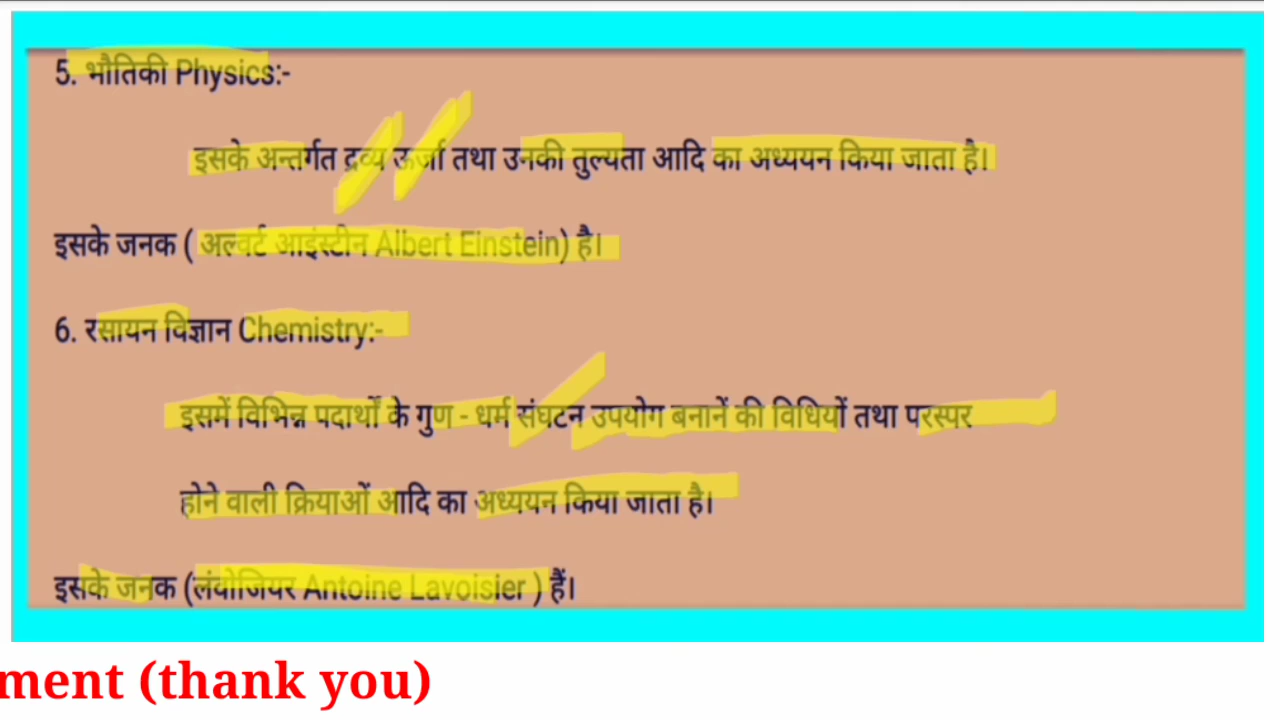 5. भौतिकी Physics:-
इसके अन्तर्गत द्रव्य ऊर्जा तथा उनकी तुल्यता आदि का अध्ययन किया जाता है।
इसके जनक ( अल्वर्ट आइंस्टीन Albert Einstein) है।
6. रसायन विज्ञान Chemistry:-
इसमें विभिन्न पदार्थों के गुण - धर्म संघटन उपयोग बनानें की विधियों तथा परस्पर
होने वाली क्रियाओं आदि का अध्ययन किया जाता है।
इसके जनक (लंवोजियर Antoine Lavoisier ) हैं।
ment (thank you)